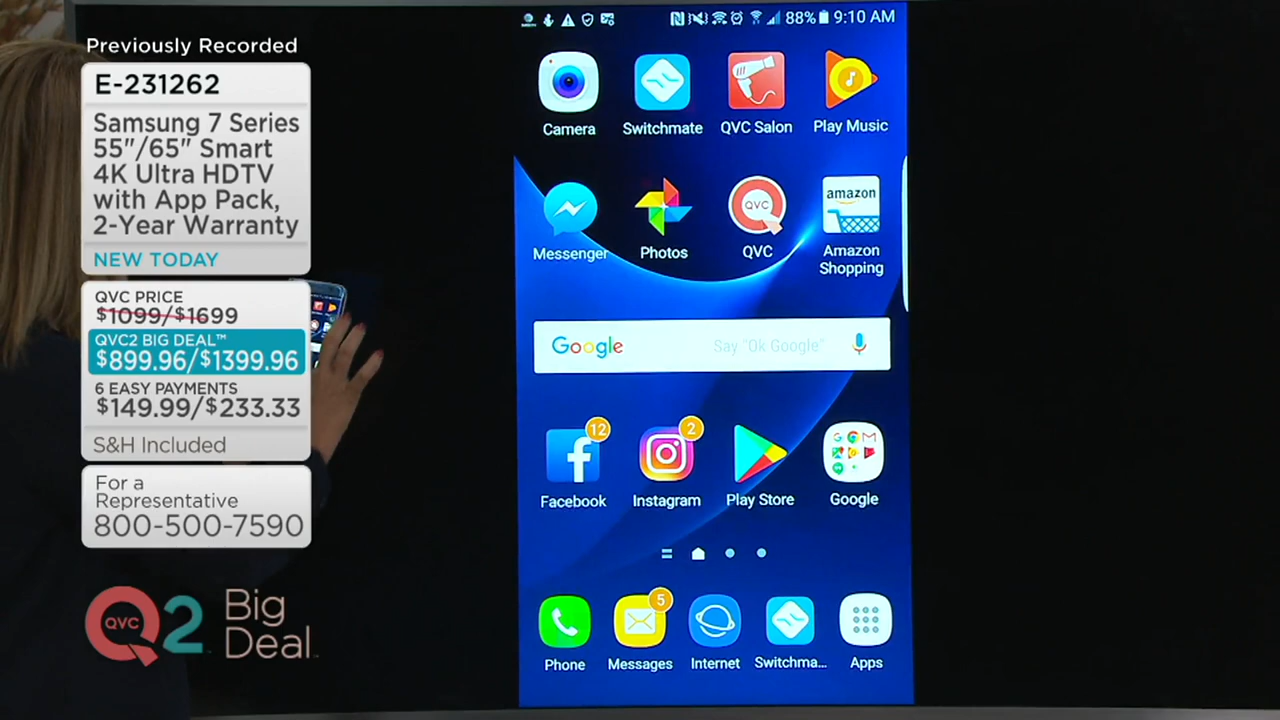 Previously Recorded
E-231262
Samsung 7 Series
55"/65" Smart
4K Ultra HDTV
with App Pack,
2-Year Warranty
NEW TODAY
QVC PRICE
$1099/$1699
QVC2 BIG DEAL™
$899.96/$1399.96
6 EASY PAYMENTS
$149.99/$233.33
S&H Included
For a
Representative
800-500-7590
QVC 2 Big
Deal
88% 9:10 AM
Camera Switchmate QVC Salon Play Music
QVC
amazon
Messenger Photos QVC Amazon
Shopping
Google Say "Ok Google"
12 2
Facebook Instagram Play Store Google
5
Phone Messages Internet Switchma... Apps